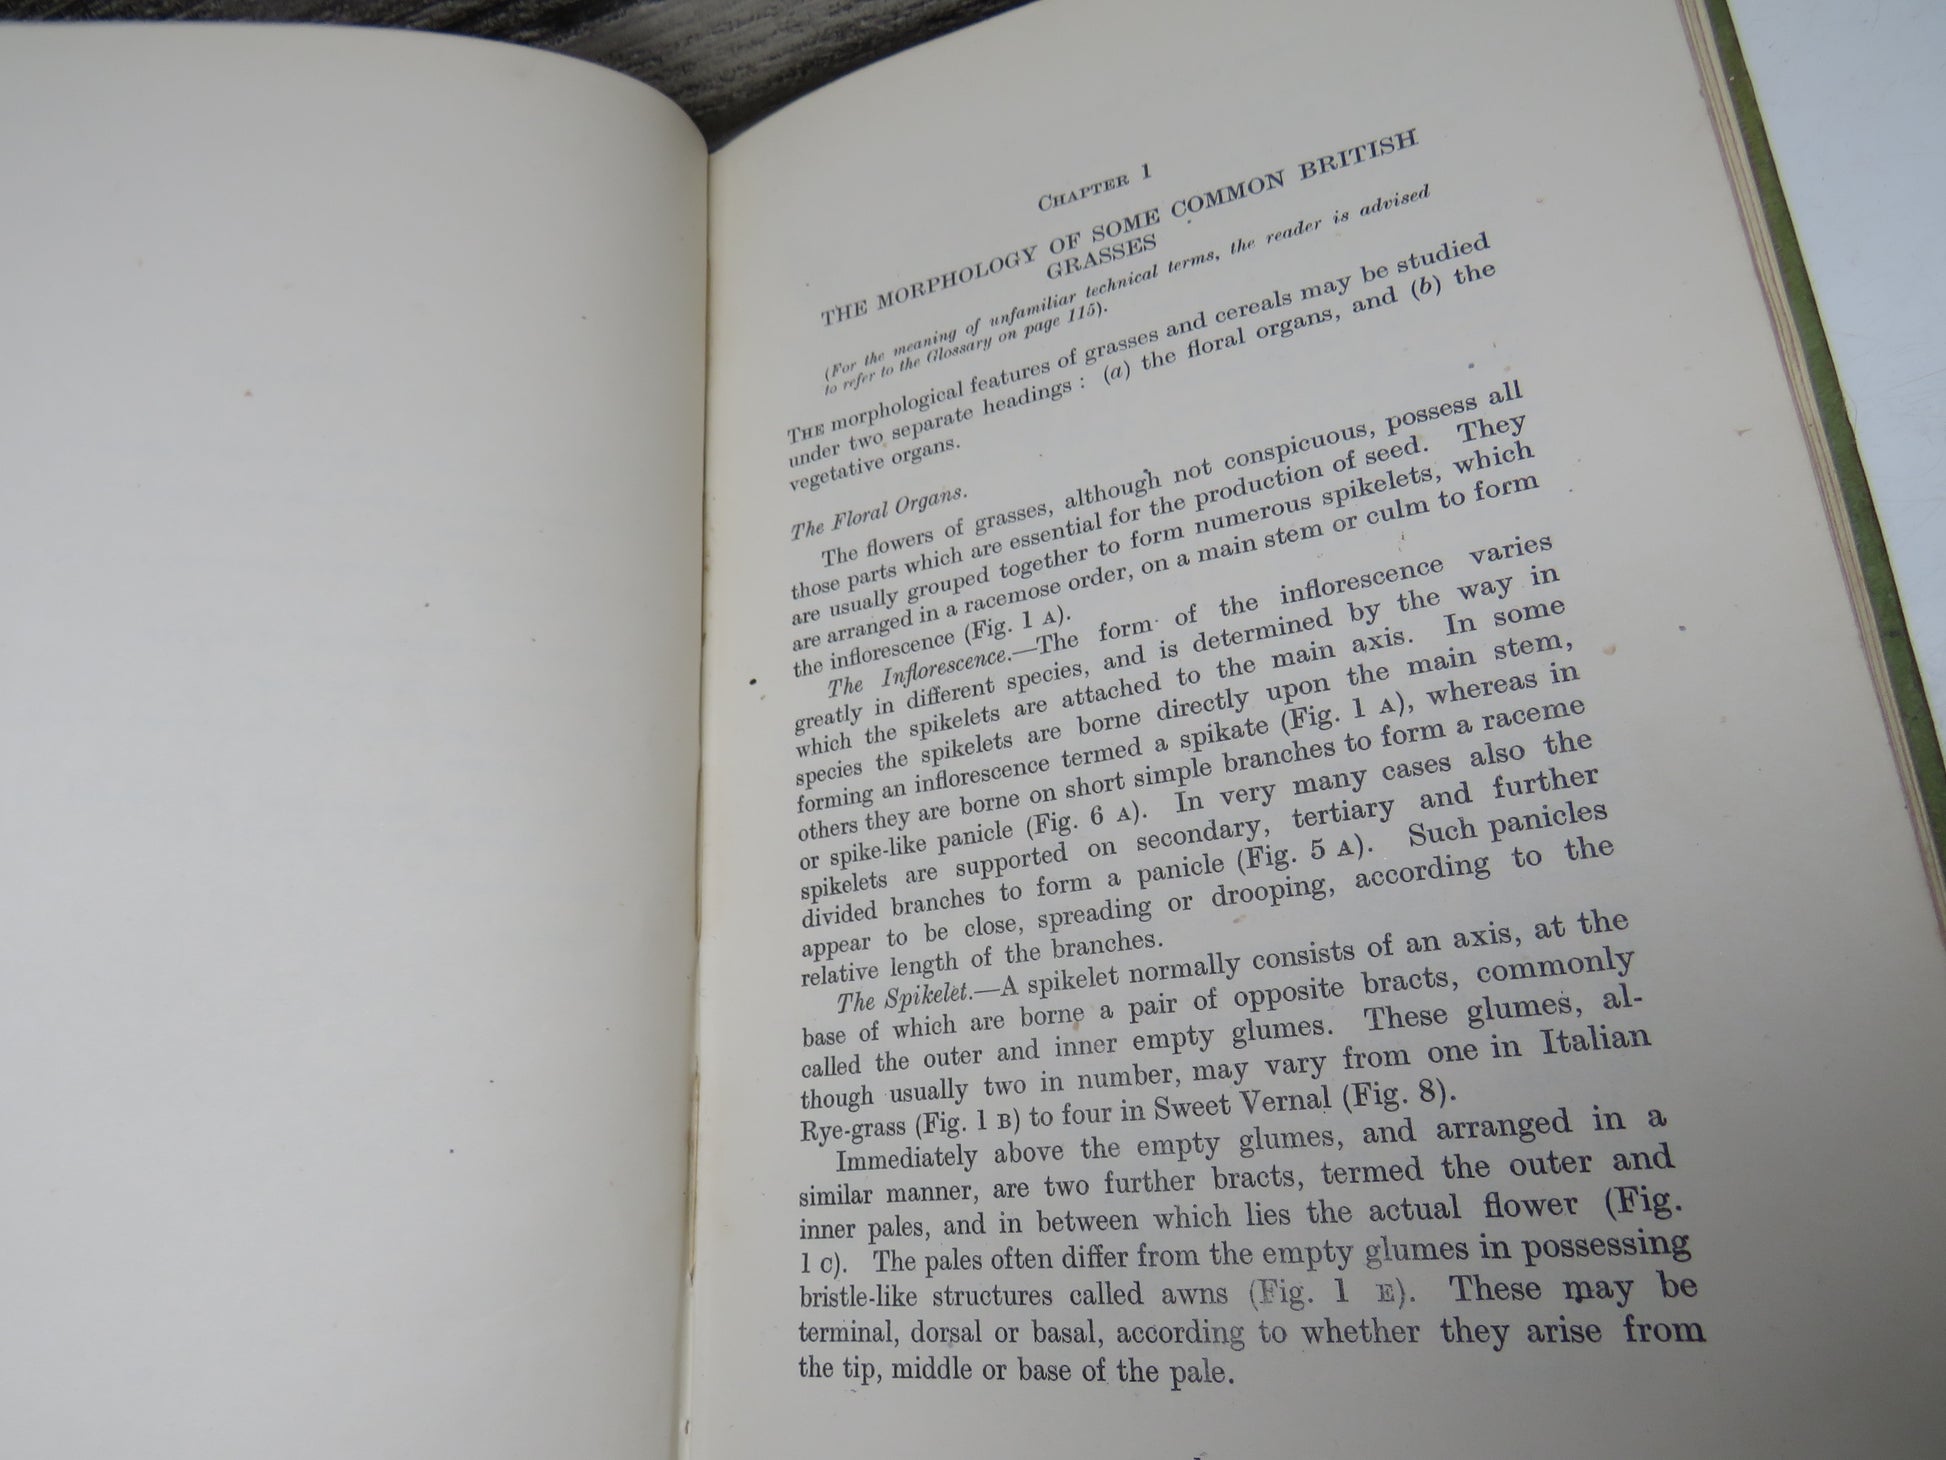 CHAPTER 1
THE MORPHOLOGY OF SOME COMMON BRITISH
GRASSES
(For the meaning of unfamiliar technical terms, the reader is advised
to refer to the Glossary on page 115).
THE morphological features of grasses and cereals may be studied
under two separate headings : (a) the floral organs, and (b) the
vegetative organs.
The Floral Organs.
The flowers of grasses, although not conspicuous, possess all
those parts which are essential for the production of seed. They
are usually grouped together to form numerous spikelets, which
are arranged in a racemose order, on a main stem or culm to form
the inflorescence (Fig. 1 A).
The Inflorescence.—The form of the inflorescence varies
greatly in different species, and is determined by the way in
which the spikelets are attached to the main axis. In some
species the spikelets are borne directly upon the main stem,
forming an inflorescence termed a spikate (Fig. 1 A), whereas in
others they are borne on short simple branches to form a raceme
or spike-like panicle (Fig. 6 A). In very many cases also the
spikelets are supported on secondary, tertiary and further
divided branches to form a panicle (Fig. 5 A). Such panicles
appear to be close, spreading or drooping, according to the
relative length of the branches.
The Spikelet.—A spikelet normally consists of an axis, at the
base of which are borne a pair of opposite bracts, commonly
called the outer and inner empty glumes. These glumes, al-
though usually two in number, may vary from one in Italian
Rye-grass (Fig. 1 B) to four in Sweet Vernal (Fig. 8).
Immediately above the empty glumes, and arranged in a
similar manner, are two further bracts, termed the outer and
inner pales, and in between which lies the actual flower (Fig.
1 C). The pales often differ from the empty glumes in possessing
bristle-like structures called awns (Fig. 1 E). These may be
terminal, dorsal or basal, according to whether they arise from
the tip, middle or base of the pale.